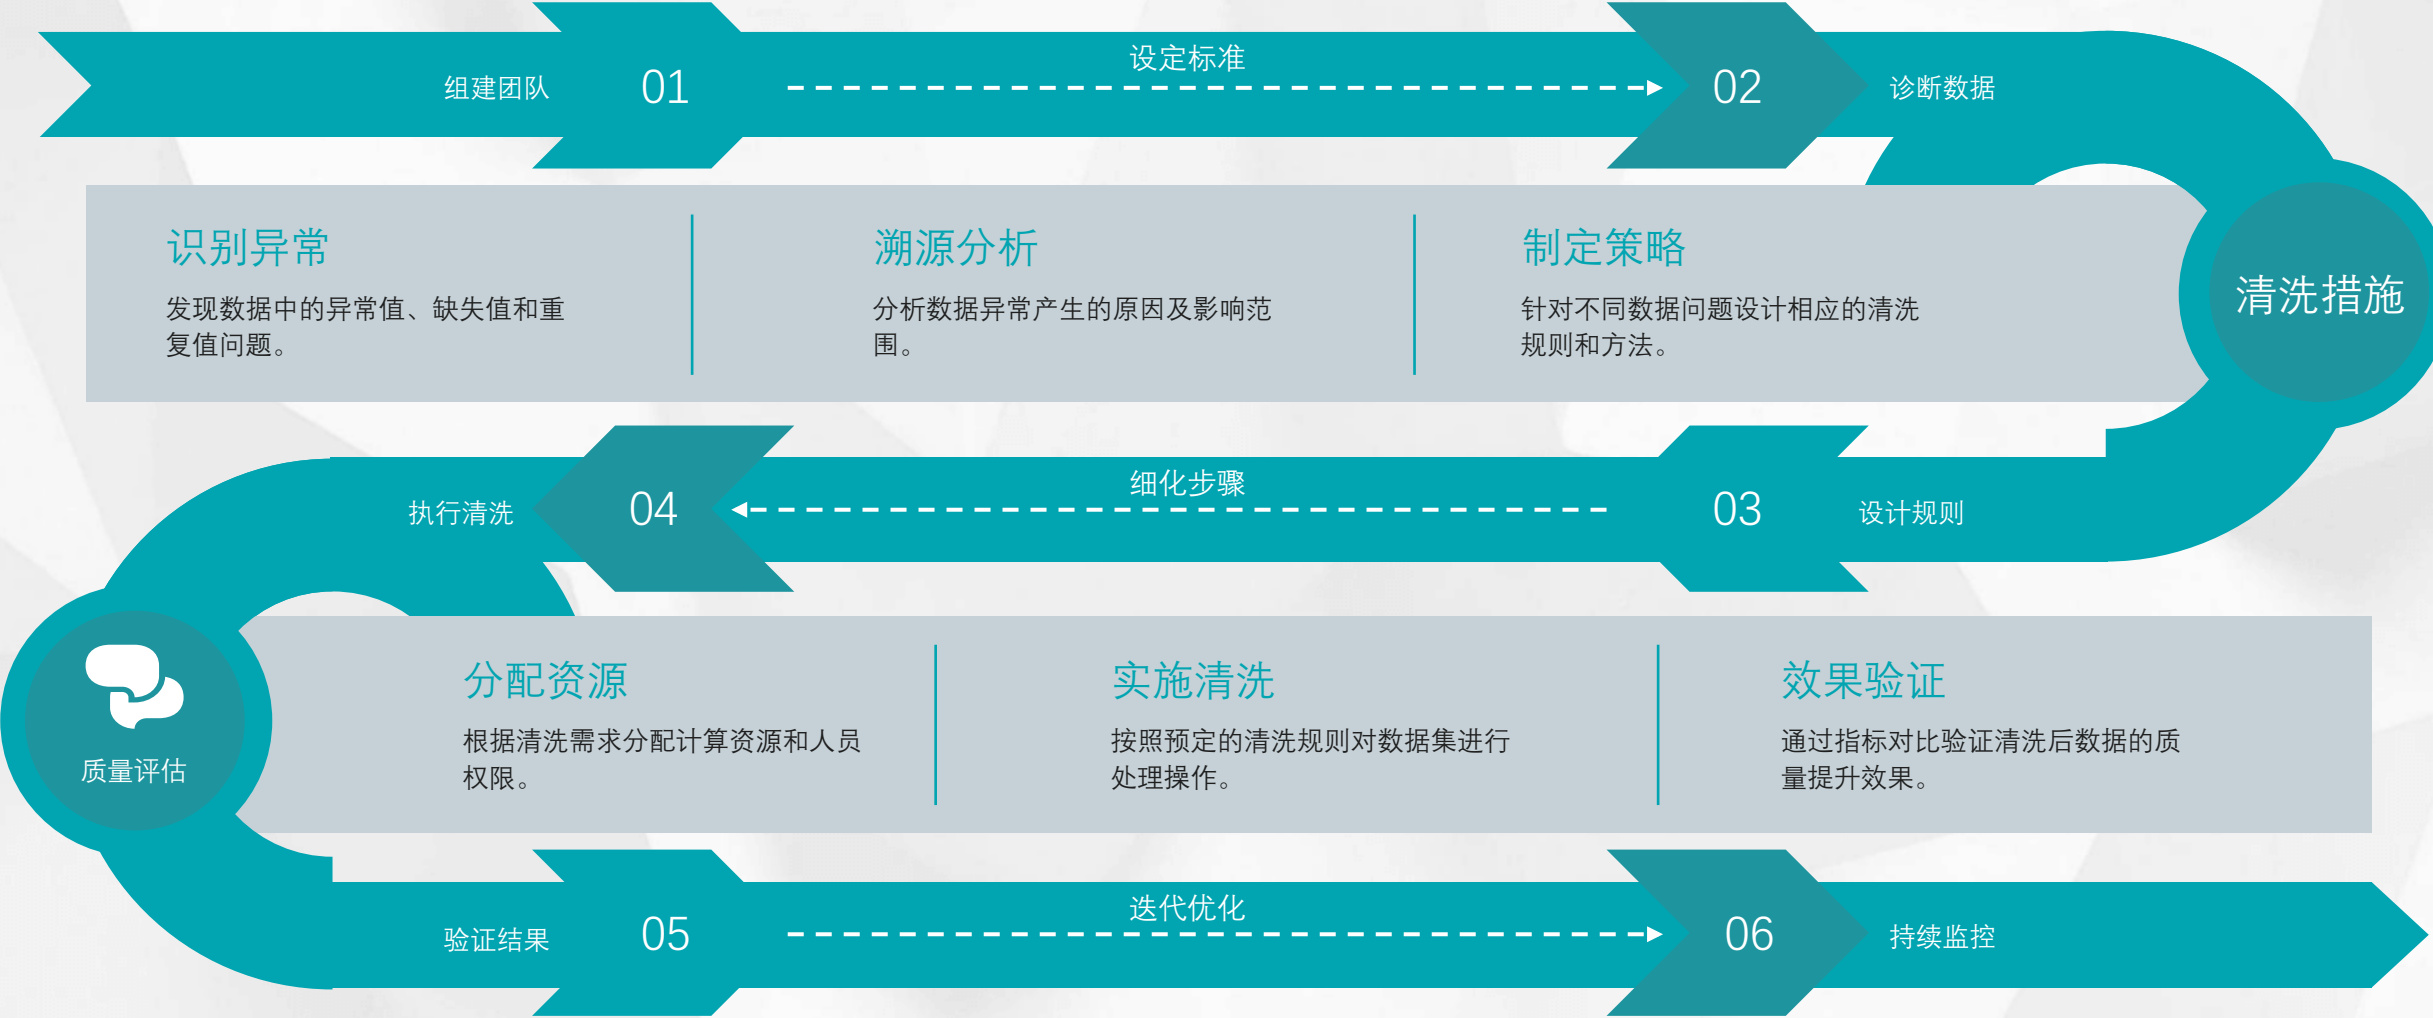 组建团队
01
设定标准
02
诊断数据
识别异常
发现数据中的异常值、缺失值和重
复值问题。
溯源分析
分析数据异常产生的原因及影响范
围。
制定策略
针对不同数据问题设计相应的清洗
规则和方法。
清洗措施
设计规则
03
细化步骤
04
执行清洗
质量评估
分配资源
根据清洗需求分配计算资源和人员
权限。
实施清洗
按照预定的清洗规则对数据集进行
处理操作。
效果验证
通过指标对比验证清洗后数据的质
量提升效果。
验证结果
05
迭代优化
06
持续监控